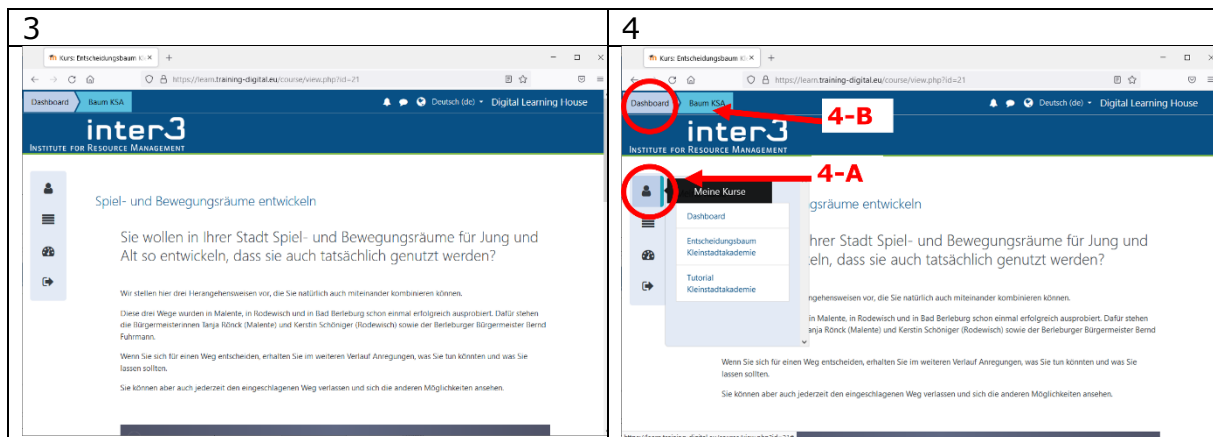 3
Kurs: Entscheidungsbaum
https://learn.training-digital.eu/course/view.php?id=21
Dashboard Baum KSA Deutsch (de) Digital Learning House
inter3
INSTITUTE FOR RESOURCE MANAGEMENT
Spiel- und Bewegungsräume entwickeln
Sie wollen in Ihrer Stadt Spiel- und Bewegungsräume für Jung und
Alt so entwickeln, dass sie auch tatsächlich genutzt werden?
Wir stellen hier drei Herangehensweisen vor, die Sie natürlich auch miteinander kombinieren können.
Diese drei Wege wurden in Malente, in Rodewisch und in Bad Berleburg schon einmal erfolgreich ausprobiert. Dafür stehen
die Bürgermeisterinnen Tanja Rönck (Malente) und Kerstin Schöniger (Rodewisch) sowie der Berleburger Bürgermeister Bernd
Fuhrmann.
Wenn Sie sich für einen Weg entscheiden, erhalten Sie im weiteren Verlauf Anregungen, was Sie tun könnten und was Sie
lassen sollten.
Sie können aber auch jederzeit den eingeschlagenen Weg verlassen und sich die anderen Möglichkeiten ansehen.
4
Kurs: Entscheidungsbaum
https://learn.training-digital.eu/course/view.php?id=21
Dashboard Baum KSA Deutsch (de) Digital Learning House
4-B
inter3
INSTITUTE FOR RESOURCE MANAGEMENT
4-A
Meine Kurse
Dashboard
Entscheidungsbaum
Kleinstadtakademie
Tutorial
Kleinstadtakademie
gsräume entwickeln
hrer Stadt Spiel- und Bewegungsräume für Jung und
keln, dass sie auch tatsächlich genutzt werden?
ngehensweisen vor, die Sie natürlich auch miteinander kombinieren können.
in Malente, in Rodewisch und in Bad Berleburg schon einmal erfolgreich ausprobiert. Dafür stehen
anja Rönck (Malente) und Kerstin Schöniger (Rodewisch) sowie der Berleburger Bürgermeister Bernd
Wenn Sie sich für einen Weg entscheiden, erhalten Sie im weiteren Verlauf Anregungen, was Sie tun könnten und was Sie
lassen sollten.
Sie können aber auch jederzeit den eingeschlagenen Weg verlassen und sich die anderen Möglichkeiten ansehen.